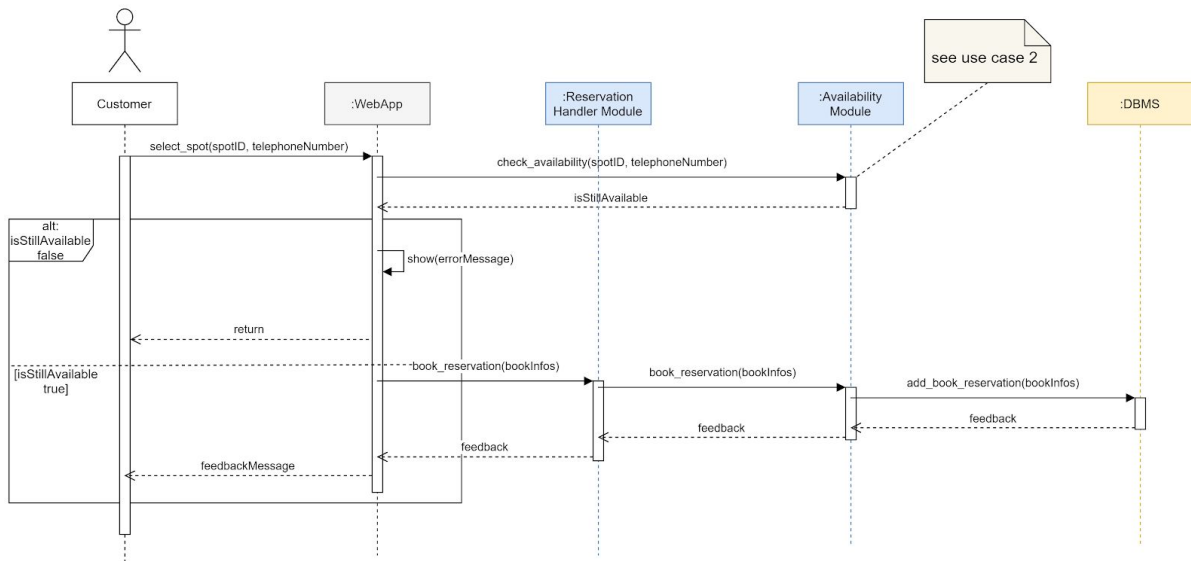 see use case 2
Customer
:WebApp
:Reservation
Handler Module
:Availability
Module
:DBMS
select_spot(spotID, telephoneNumber)
check_availability(spotID, telephoneNumber)
isStillAvailable
alt:
isStillAvailable
false
show(errorMessage)
return
[isStillAvailable
true]
book_reservation(bookInfos)
book_reservation(bookInfos)
add_book_reservation(bookInfos)
feedback
feedback
feedback
feedbackMessage